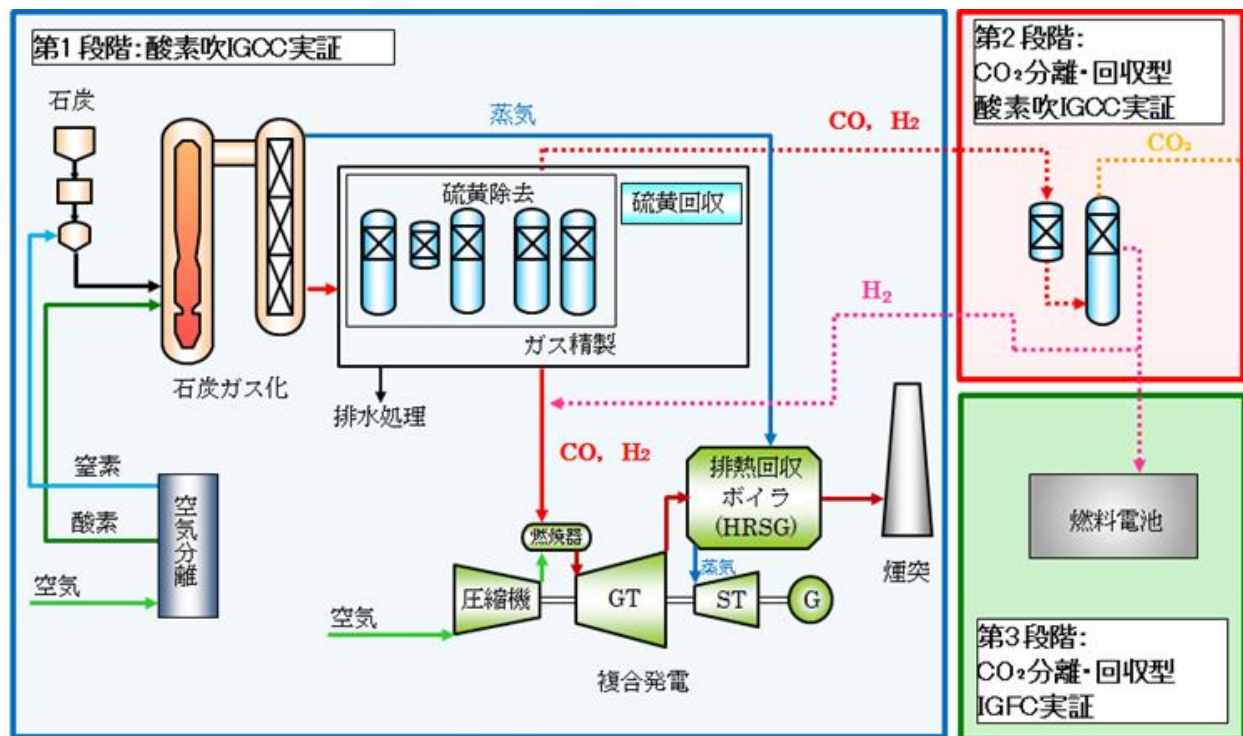 第1段階:酸素吹IGCC実証
石炭
蒸気
硫黄除去
硫黄回収
ガス精製
石炭ガス化
排水処理
CO, H₂
CO, H₂
窒素
酸素
空気
空気分離
空気
燃焼器
圧縮機
GT
排熱回収
ボイラ
(HRSG)
蒸気
ST
G
煙突
複合発電
第2段階:
CO₂分離・回収型
酸素吹IGCC実証
CO₂
H₂
燃料電池
第3段階:
CO₂分離・回収型
IGFC実証